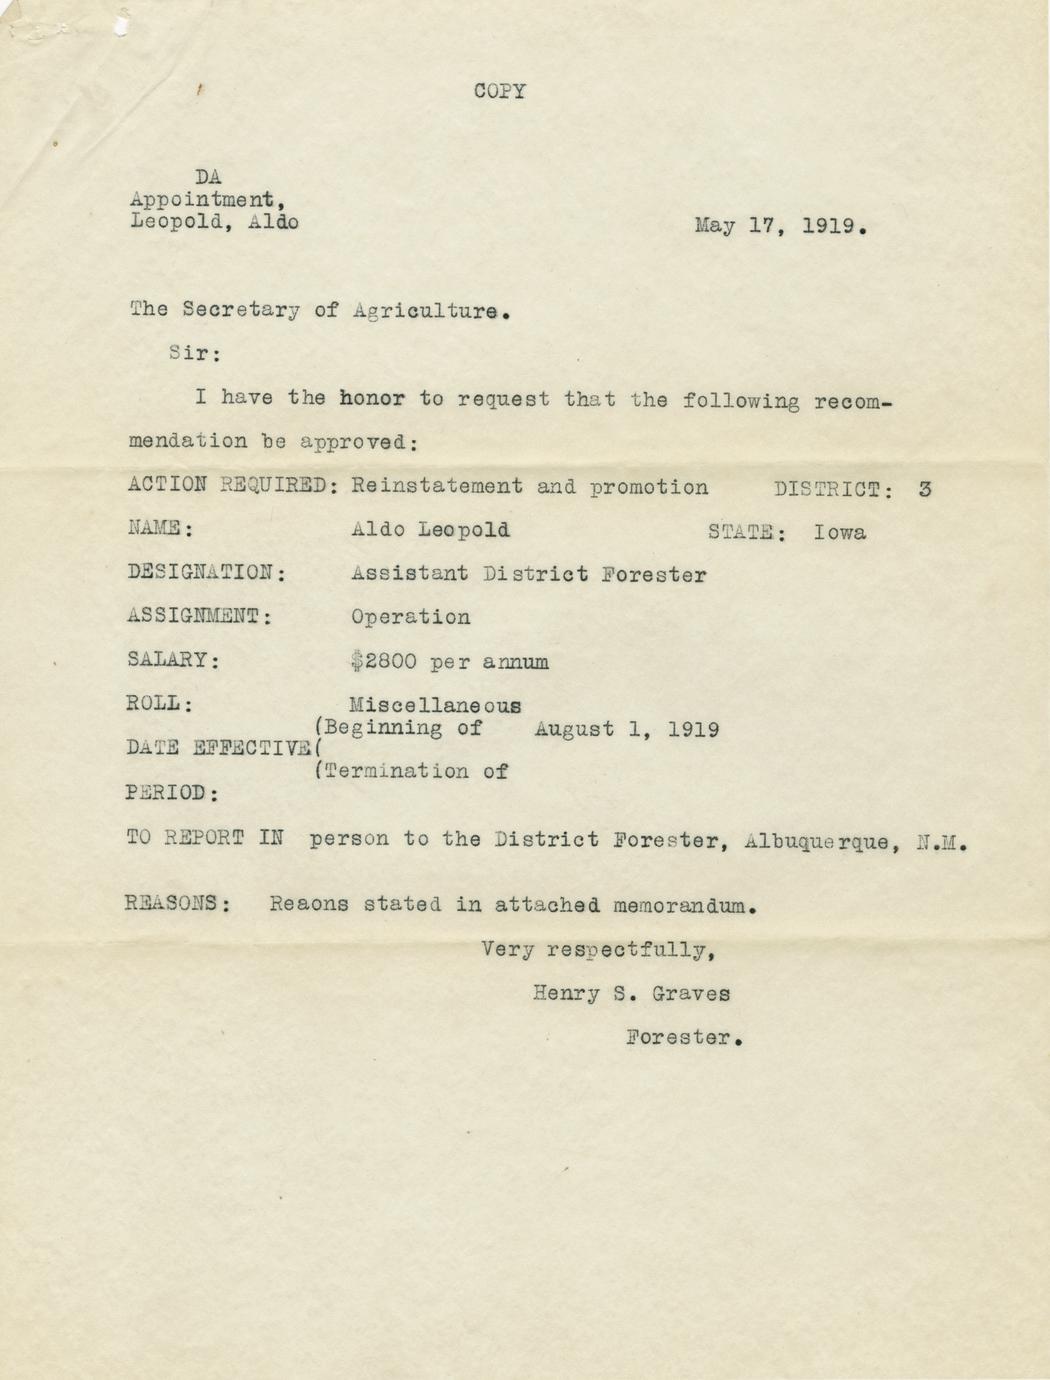 COPY
DA
Appointment,
Leopold, Aldo
May 17, 1919.
The Secretary of Agriculture.
Sir:
I have the honor to request that the following recom-
mendation be approved:
ACTION REQUIRED: Reinstatement and promotion DISTRICT: 3
NAME: Aldo Leopold STATE: Iowa
DESIGNATION: Assistant District Forester
ASSIGNMENT: Operation
SALARY: $2800 per annum
ROLL: Miscellaneous
(Beginning of August 1, 1919
DATE EFFECTIVE(
(Termination of
PERIOD:
TO REPORT IN person to the District Forester, Albuquerque, N.M.
REASONS: Reaons stated in attached memorandum.
Very respectfully,
Henry S. Graves
Forester.